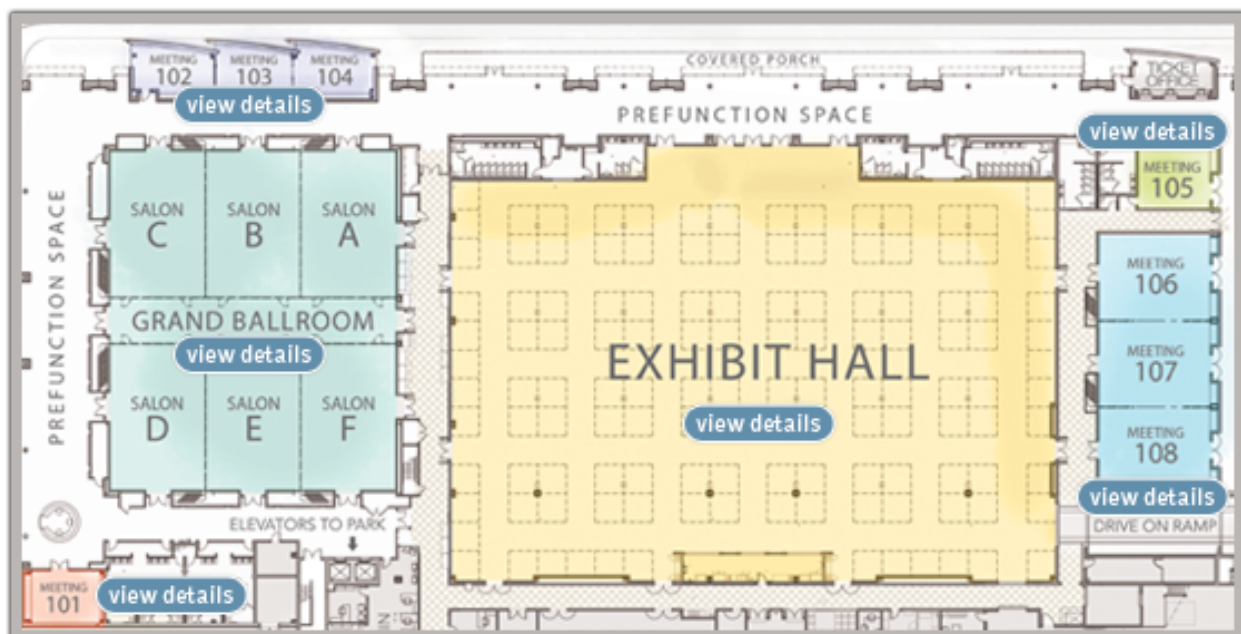 MEETING
102
MEETING
103
MEETING
104
view details
COVERED PORCH
TICKET
OFFICE
PREFUNCTION SPACE
view details
MEETING
105
PREFUNCTION SPACE
SALON
C
SALON
B
SALON
A
GRAND BALLROOM
view details
SALON
D
SALON
E
SALON
F
EXHIBIT HALL
view details
MEETING
106
MEETING
107
MEETING
108
view details
DRIVE ON RAMP
ELEVATORS TO PARK
MEETING
101
view details